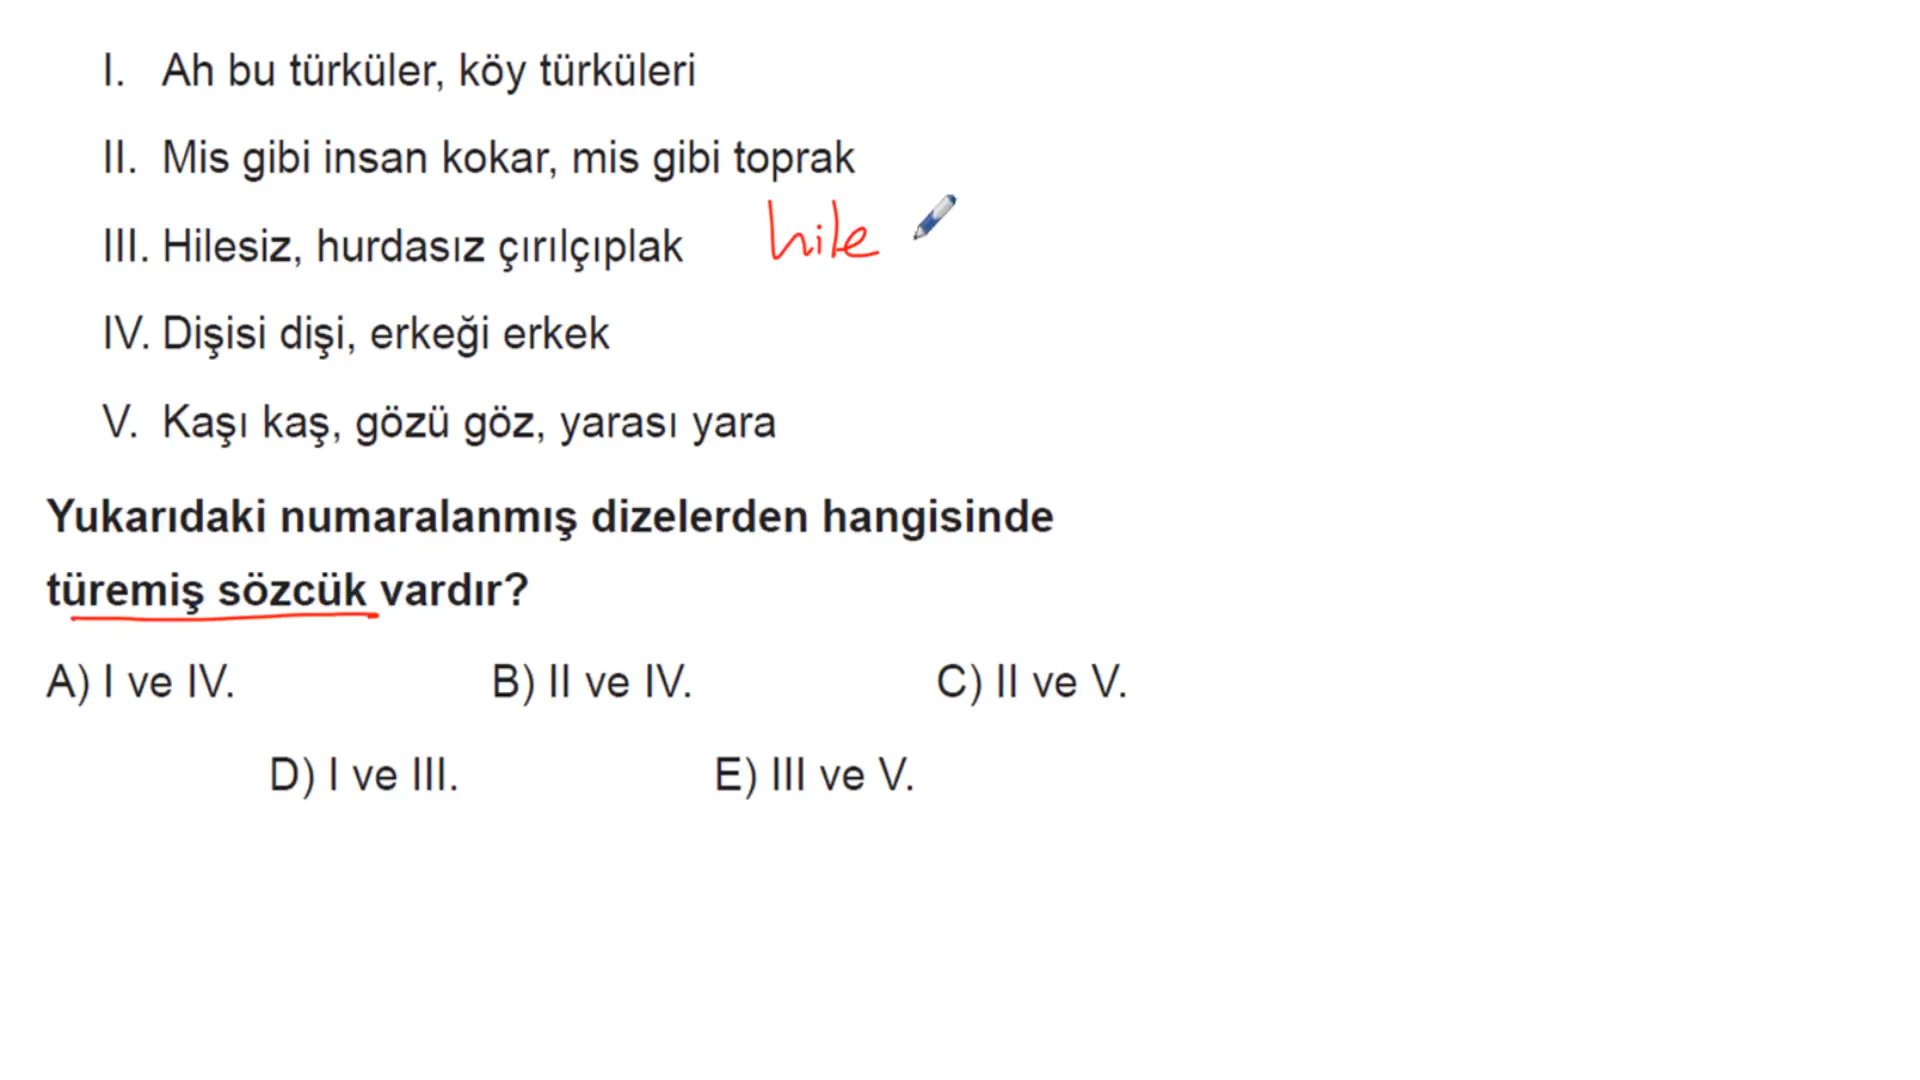 I. Ah bu türküler, köy türküleri
II. Mis gibi insan kokar, mis gibi toprak
III. Hilesiz, hurdasız çırılçıplak hile
IV. Dişisi dişi, erkeği erkek
V. Kaşı kaş, gözü göz, yarası yara
Yukarıdaki numaralanmış dizelerden hangisinde
türemiş sözcük vardır?
A) I ve IV. B) II ve IV. C) II ve V.
D) I ve III. E) III ve V.